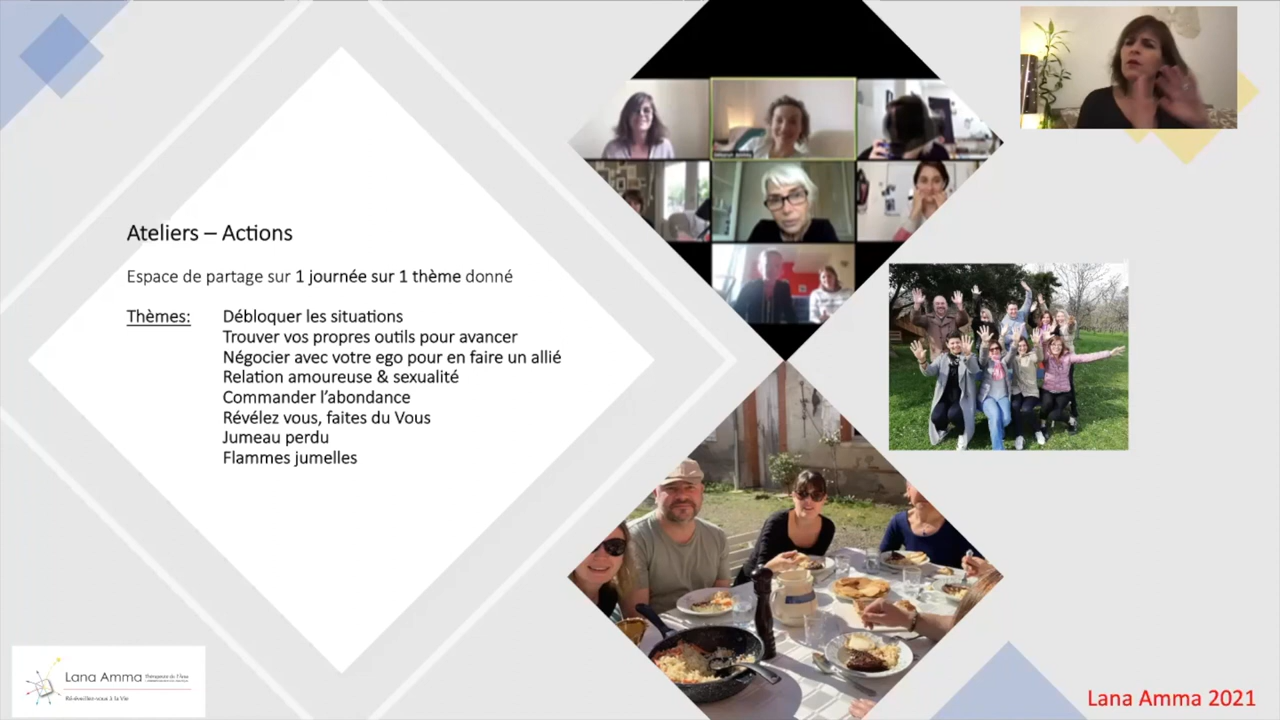 Ateliers – Actions
Espace de partage sur 1 journée sur 1 thème donné
Thèmes: Débloquer les situations
Trouver vos propres outils pour avancer
Négocier avec votre ego pour en faire un allié
Relation amoureuse & sexualité
Commander l'abondance
Révélez vous, faites du Vous
Jumeau perdu
Flammes jumelles
Lana Amma
Lana Amma 2021